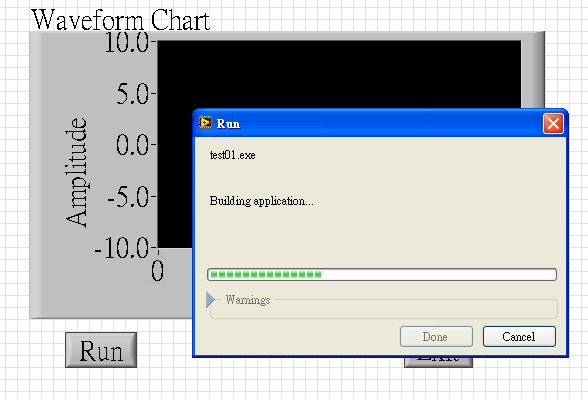 Waveform Chart
10.0
5.0
0.0
-5.0
-10.0
Amplitude
0
Run
test01.exe
Building application...
Warnings
Done
Cancel
Run